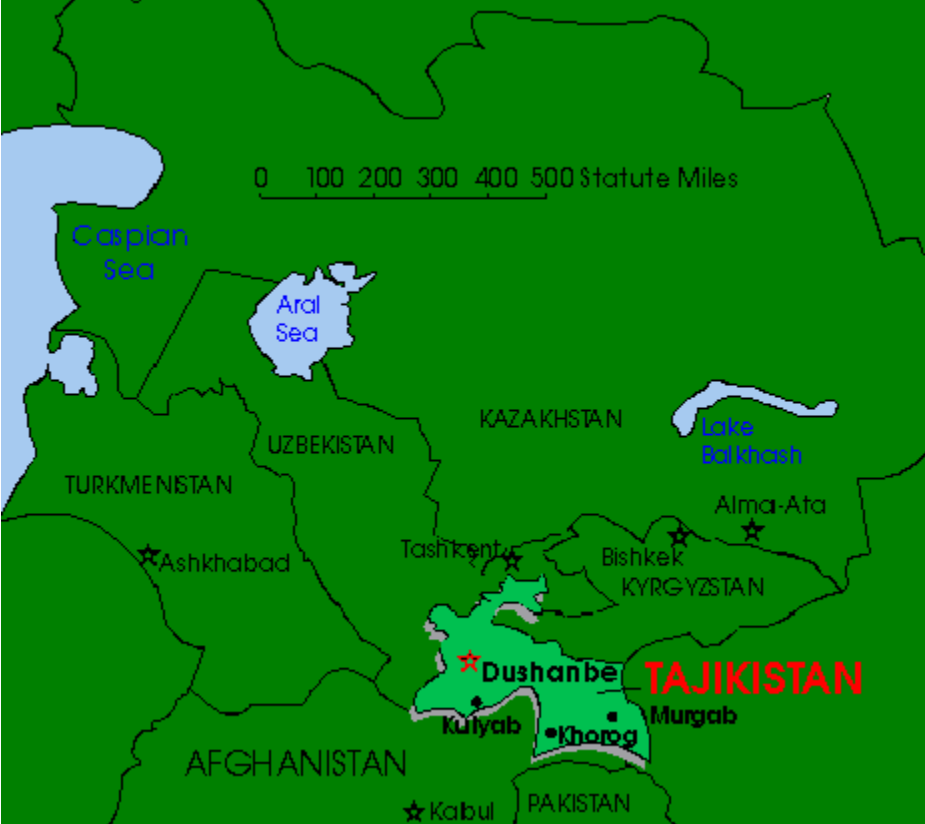 0 100 200 300 400 500 Statute Miles
Caspian
Sea
Aral
Sea
KAZAKHSTAN
Lake
Balkhash
UZBEKISTAN
TURKMENISTAN
Alma-Ata
Tashkent
Bishkek
Ashkhabad
KYRGYZSTAN
Dushanbe
TAJIKISTAN
Kulyab
Murgab
Khorog
AFGHANISTAN
Kabul
PAKISTAN